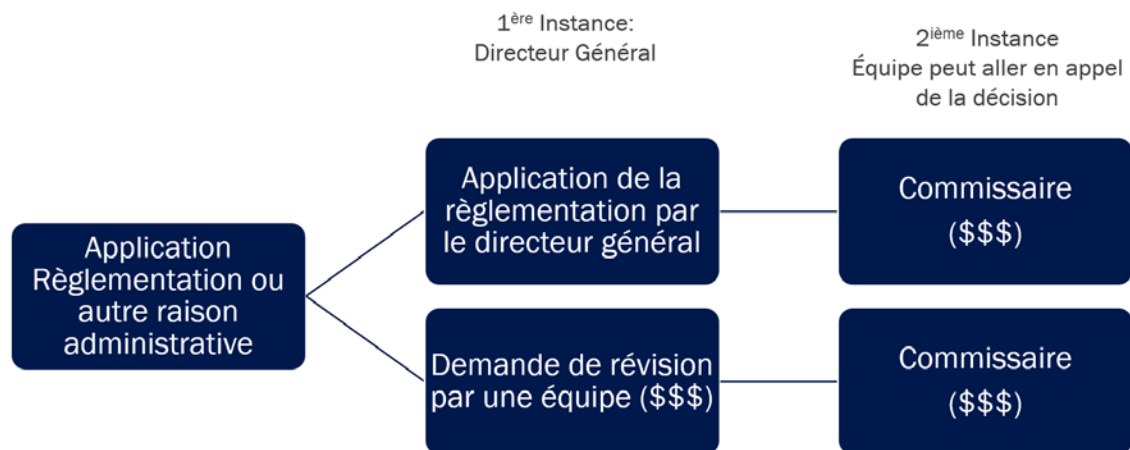 1ère Instance:
Directeur Général
2ième Instance
Équipe peut aller en appel
de la décision
Application
Règlementation ou
autre raison
administrative
Application de la
règlementation par
le directeur général
Commissaire
($$$)
Demande de révision
par une équipe ($$$)
Commissaire
($$$)